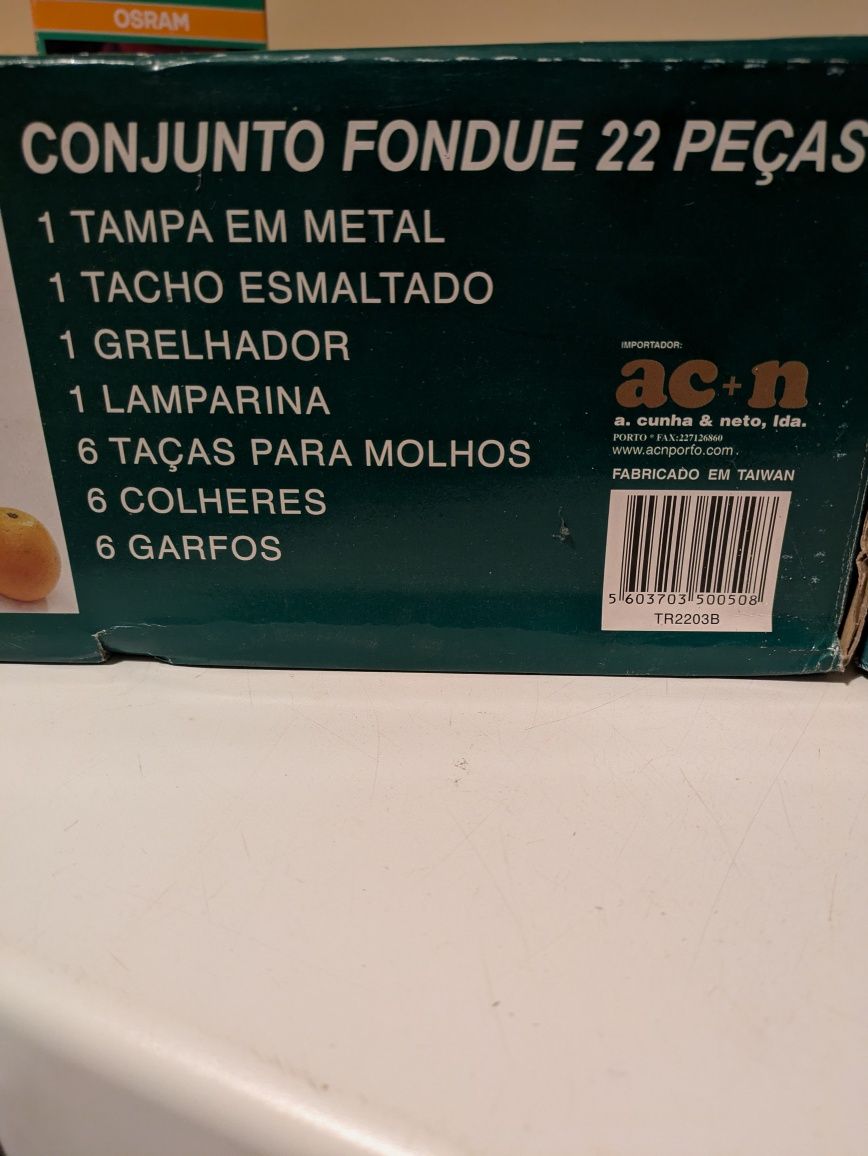 OSRAM
CONJUNTO FONDUE 22 PEÇAS
1 TAMPA EM METAL
1 TACHO ESMALTADO
1 GRELHADOR
1 LAMPARINA
6 TAÇAS PARA MOLHOS
6 COLHERES
6 GARFOS
IMPORTADOR:
ac+n
a. cunha & neto, lda.
PORTO * FAX:227126860
www.acnporto.com.
FABRICADO EM TAIWAN
5 603703 500508
TR2203B